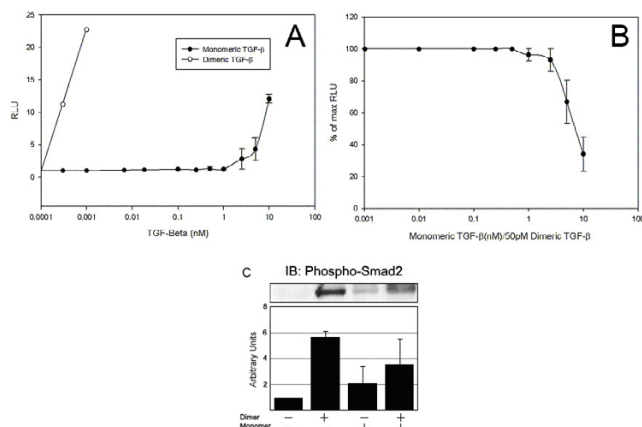 A
RLU
25
20
15
10
5
0
Monomeric TGF-β
Dimeric TGF-β
0.0001 0.001 0.01 0.1 1 10 100
TGF-Beta (nM)
B
% of max RLU
120
100
80
60
40
20
0
0.001 0.01 0.1 1 10 100
Monomeric TGF-β(nM)/50pM Dimeric TGF-β
C
IB: Phospho-Smad2
Arbitrary Units
8
6
4
2
Dimer − + − +
Monomer